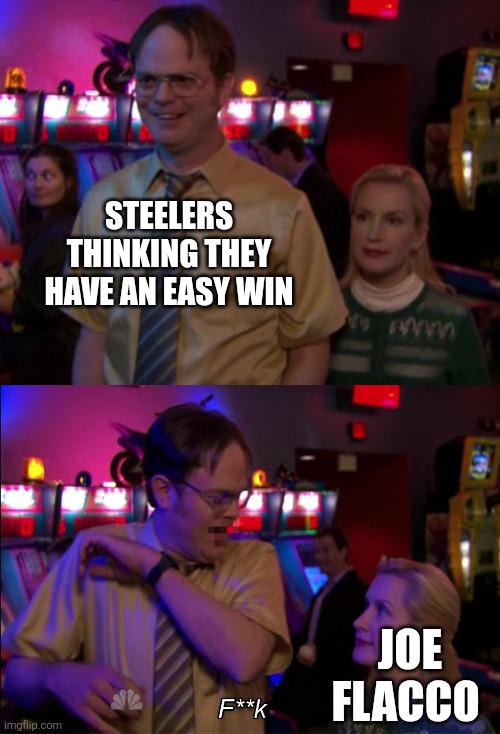 STEELERS
THINKING THEY
HAVE AN EASY WIN
JOE
FLACCO
F**k
imgflip.com